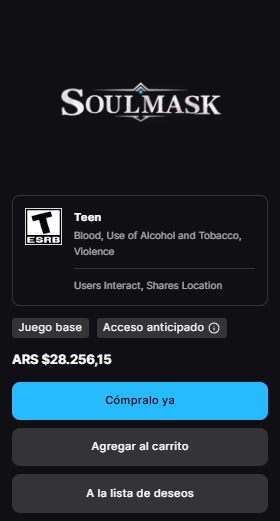 SOULMASK
T
ESRB
Teen
Blood, Use of Alcohol and Tobacco,
Violence
Users Interact, Shares Location
Juego base
Acceso anticipado
ARS $28.256,15
Cómpralo ya
Agregar al carrito
A la lista de deseos